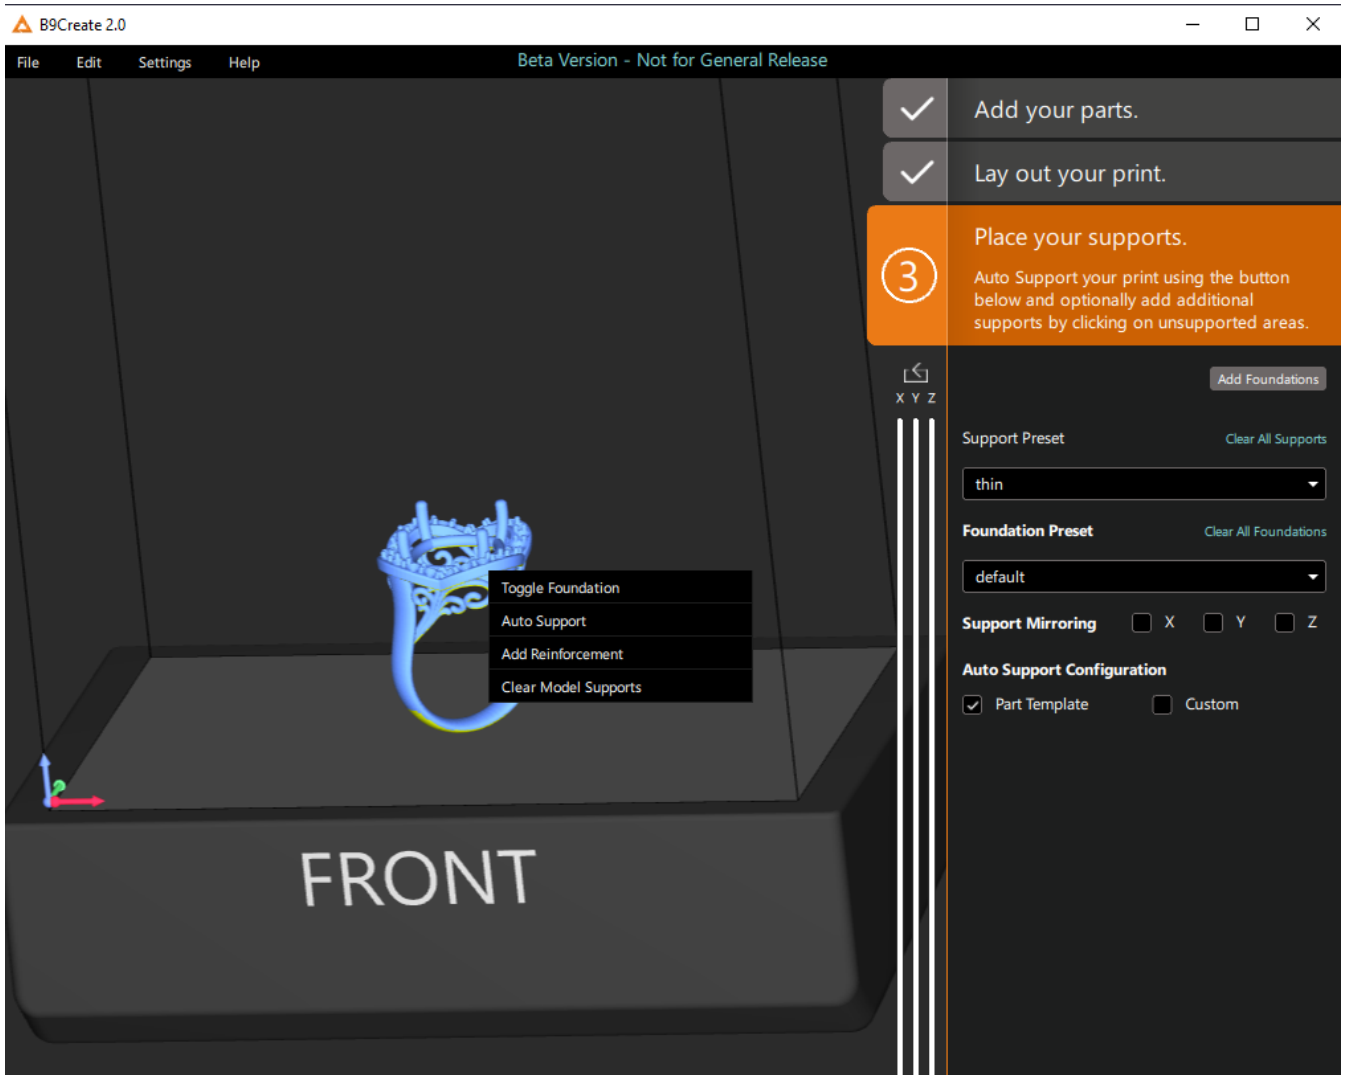 B9Create 2.0
File Edit Settings Help
Beta Version - Not for General Release
Add your parts.
Lay out your print.
3
Place your supports.
Auto Support your print using the button
below and optionally add additional
supports by clicking on unsupported areas.
X Y Z
Add Foundations
Support Preset Clear All Supports
thin
Foundation Preset Clear All Foundations
default
Support Mirroring X Y Z
Auto Support Configuration
Part Template Custom
Toggle Foundation
Auto Support
Add Reinforcement
Clear Model Supports
FRONT